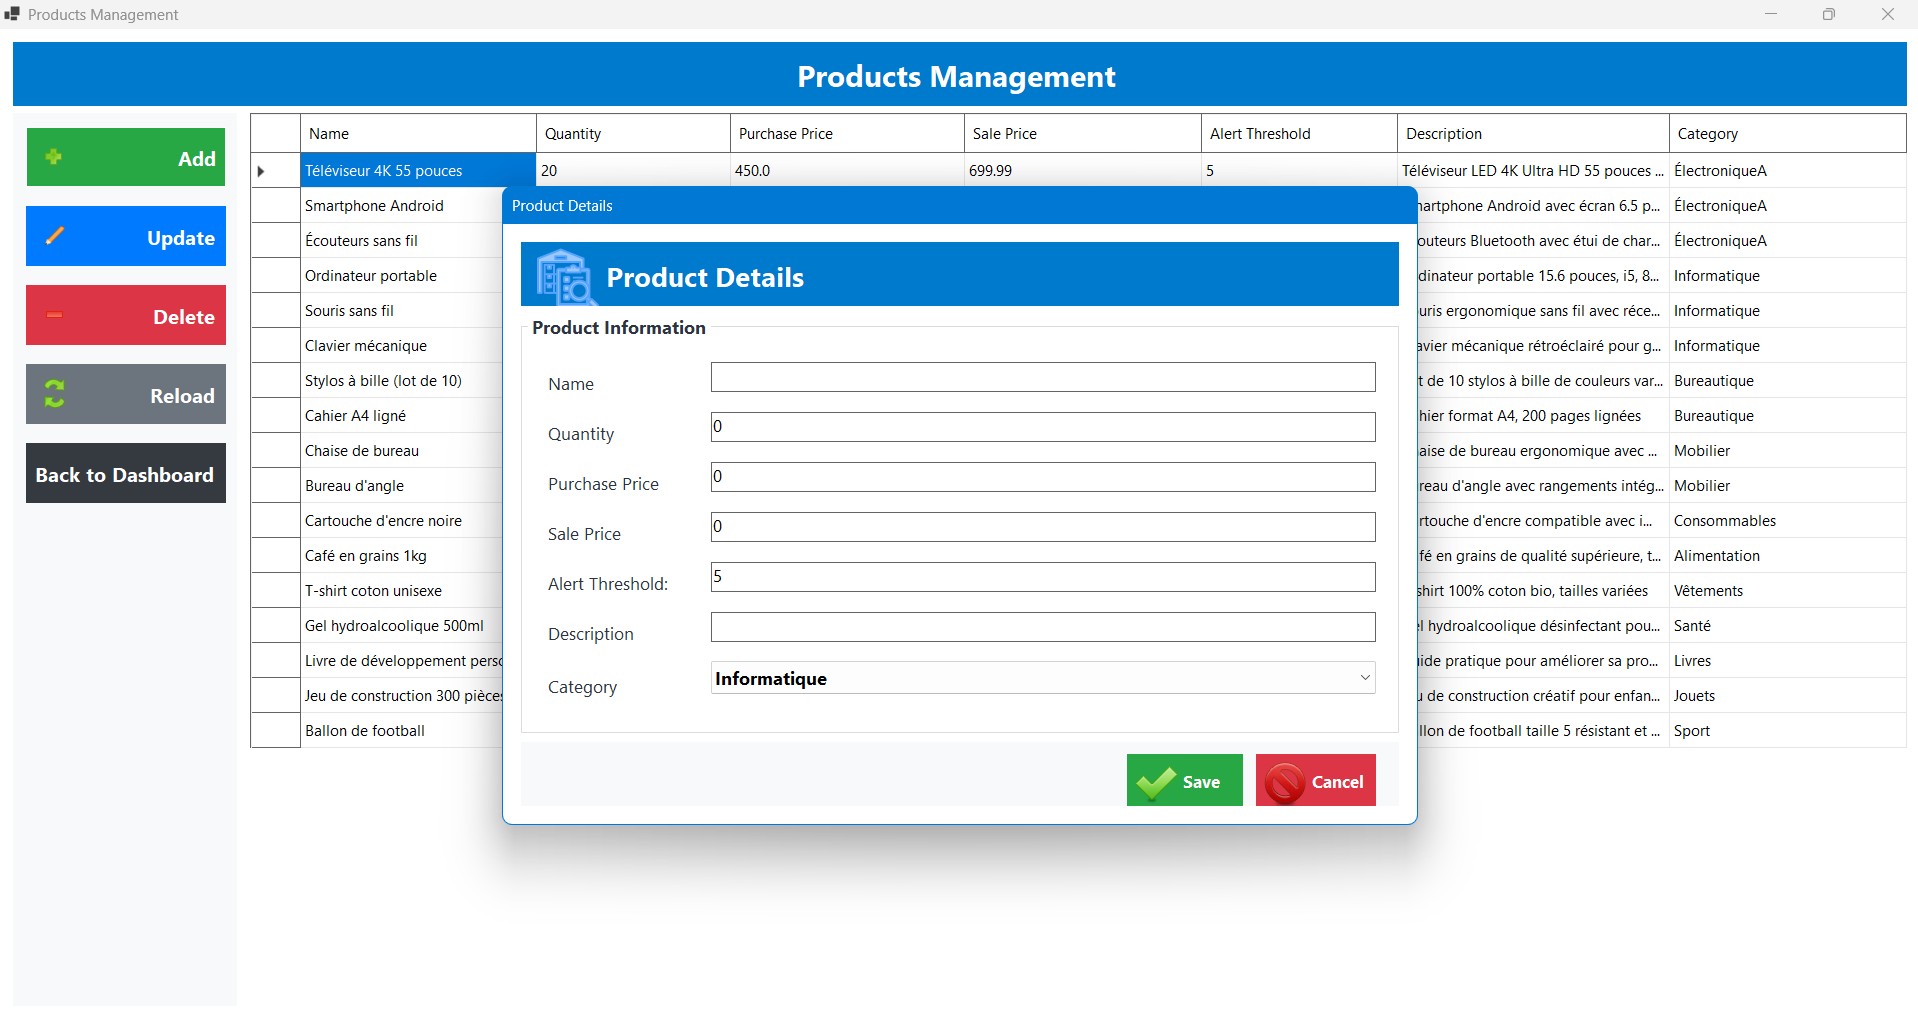 Products Management
Products Management
Add
Update
Delete
Reload
Back to Dashboard
Name Quantity Purchase Price Sale Price Alert Threshold Description Category
Téléviseur 4K 55 pouces 20 450.0 699.99 5 Téléviseur LED 4K Ultra HD 55 pouces ... ÉlectroniqueA
Smartphone Android martphone Android avec écran 6.5 p... ÉlectroniqueA
Écouteurs sans fil outeurs Bluetooth avec étui de char... ÉlectroniqueA
Ordinateur portable dinateur portable 15.6 pouces, i5, 8... Informatique
Souris sans fil uris ergonomique sans fil avec réce... Informatique
Clavier mécanique avier mécanique rétroéclairé pour g... Informatique
Stylos à bille (lot de 10) t de 10 stylos à bille de couleurs var... Bureautique
Cahier A4 ligné hier format A4, 200 pages lignées Bureautique
Chaise de bureau aise de bureau ergonomique avec ... Mobilier
Bureau d'angle reau d'angle avec rangements intég... Mobilier
Cartouche d'encre noire rtouche d'encre compatible avec i... Consommables
Café en grains 1kg fé en grains de qualité supérieure, t... Alimentation
T-shirt coton unisexe shirt 100% coton bio, tailles variées Vêtements
Gel hydroalcoolique 500ml l hydroalcoolique désinfectant pou... Santé
Livre de développement perso ide pratique pour améliorer sa pro... Livres
Jeu de construction 300 pièces u de construction créatif pour enfan... Jouets
Ballon de football llon de football taille 5 résistant et ... Sport
Product Details
Product Details
Product Information
Name
Quantity 0
Purchase Price 0
Sale Price 0
Alert Threshold: 5
Description
Category Informatique
Save Cancel